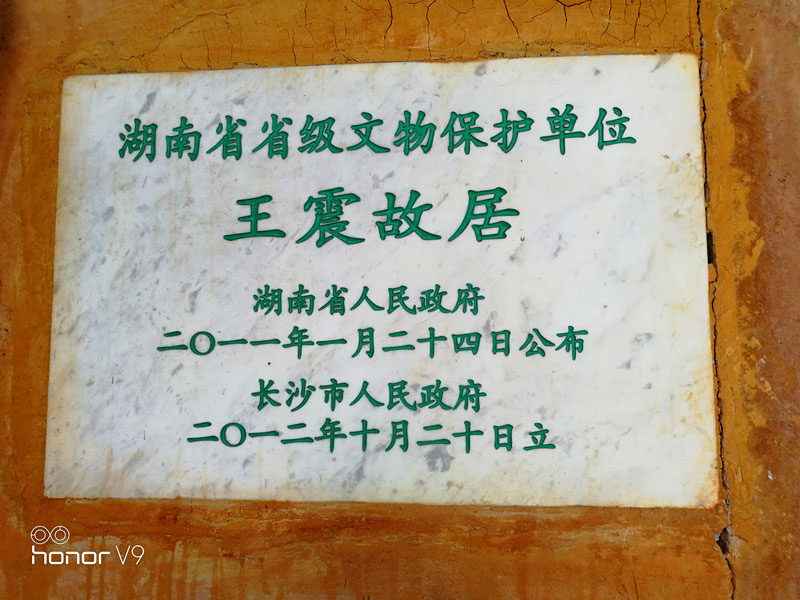 湖南省省级文物保护单位
王震故居
湖南省人民政府
二〇一一年一月二十四日公布
长沙市人民政府
二〇一二年十月二十日立
honor V9